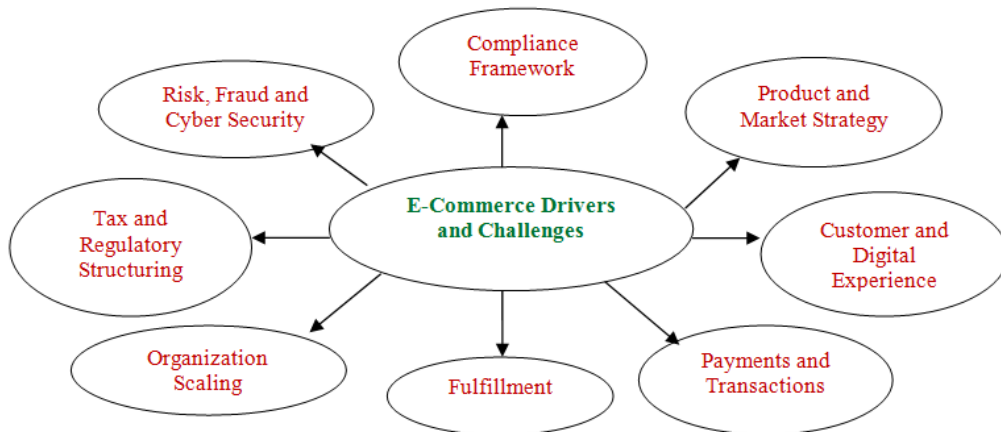 Compliance
Framework
Risk, Fraud and
Cyber Security
Product and
Market Strategy
E-Commerce Drivers
and Challenges
Tax and
Regulatory
Structuring
Customer and
Digital
Experience
Organization
Scaling
Fulfillment
Payments and
Transactions